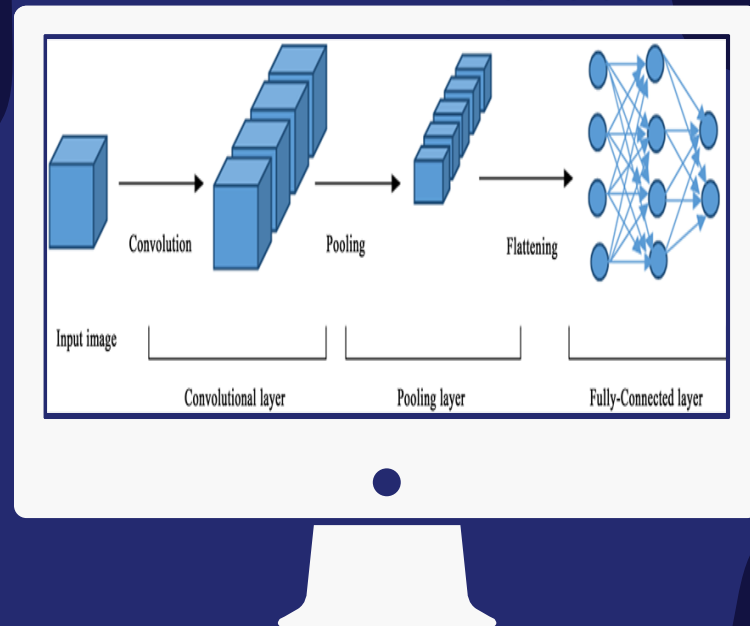 Convolution
Pooling
Flattening
Input image
Convolutional layer
Pooling layer
Fully-Connected layer